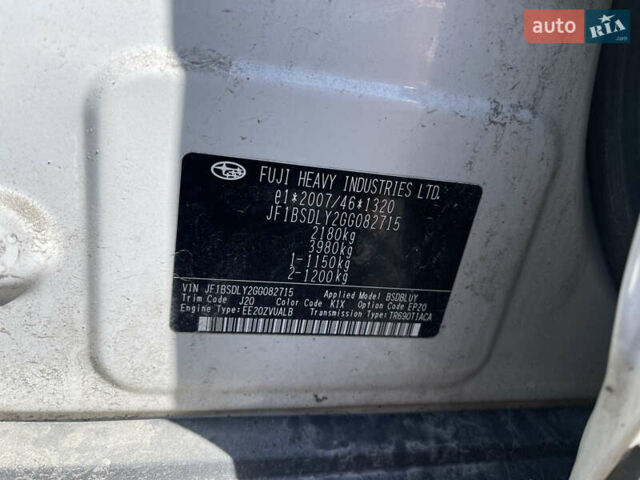 auto RIA
.com
FUJI HEAVY INDUSTRIES LTD.
e1*2007/46*1320
JF1BSDLY2GG082715
2180kg
3980kg
1-1150kg
2-1200kg
VIN JF1BSDLY2GG082715 Applied Model BSDBLUY
Trim Code J20 Color Code K1X Option Code EP20
Engine Type:EE20ZVUALB Transmission Type:TR690T1ACA